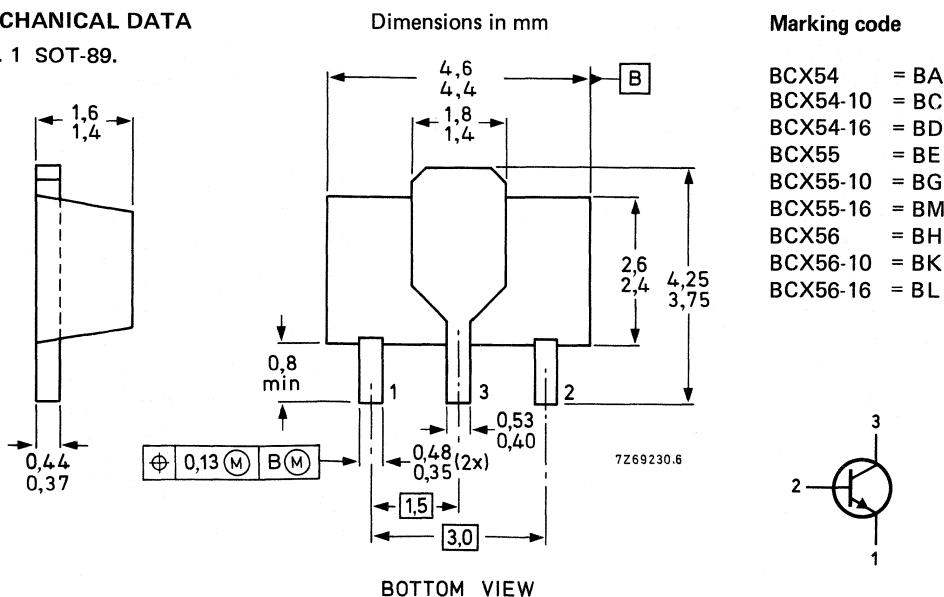 CHANICAL DATA
. 1 SOT-89.
Dimensions in mm
Marking code
BCX54 = BA
BCX54-10 = BC
BCX54-16 = BD
BCX55 = BE
BCX55-10 = BG
BCX55-16 = BM
BCX56 = BH
BCX56-10 = BK
BCX56-16 = BL
4,6
4,4
B
1,6
1,4
1,8
1,4
2,6
2,4
4,25
3,75
0,8
min
1
3
2
0,53
0,40
0,44
0,37
0,13 M B M
0,48
0,35 (2x)
7Z69230.6
1,5
3,0
BOTTOM VIEW
3
2
1